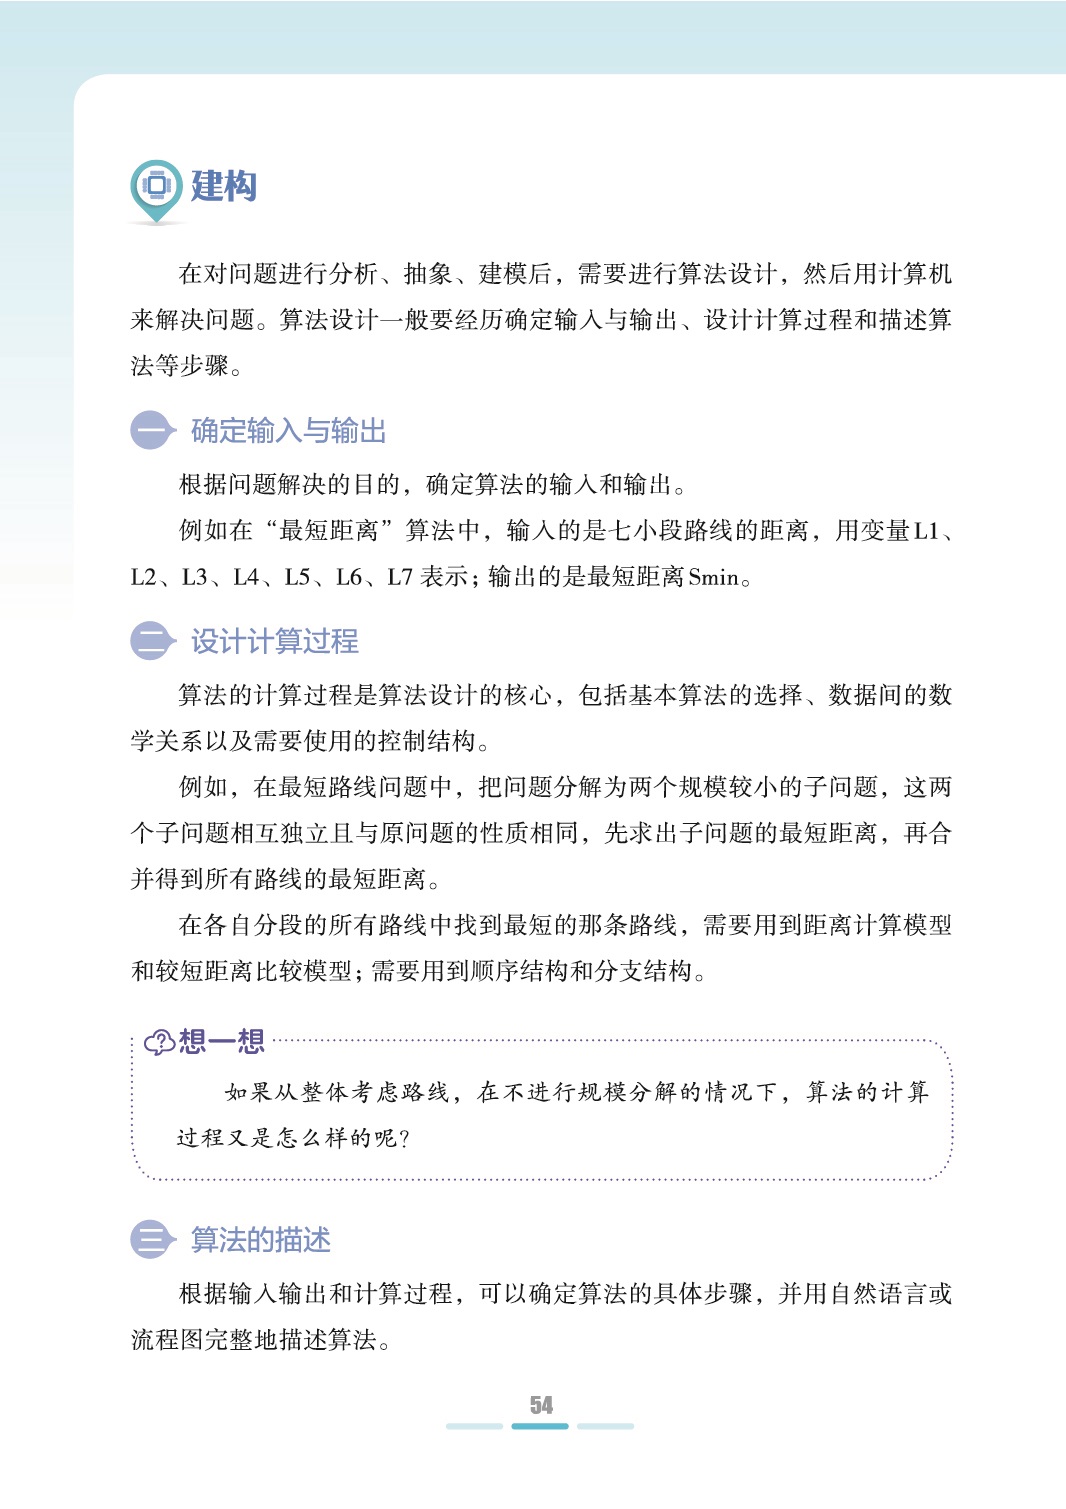 建构
在对问题进行分析、抽象、建模后，需要进行算法设计，然后用计算机
来解决问题。算法设计一般要经历确定输入与输出、设计计算过程和描述算
法等步骤。
一 确定输入与输出
根据问题解决的目的，确定算法的输入和输出。
例如在“最短距离”算法中，输入的是七小段路线的距离，用变量L1、
L2、L3、L4、L5、L6、L7 表示；输出的是最短距离Smin。
二 设计计算过程
算法的计算过程是算法设计的核心，包括基本算法的选择、数据间的数
学关系以及需要使用的控制结构。
例如，在最短路线问题中，把问题分解为两个规模较小的子问题，这两
个子问题相互独立且与原问题的性质相同，先求出子问题的最短距离，再合
并得到所有路线的最短距离。
在各自分段的所有路线中找到最短的那条路线，需要用到距离计算模型
和较短距离比较模型；需要用到顺序结构和分支结构。
想一想
如果从整体考虑路线，在不进行规模分解的情况下，算法的计算
过程又是怎么样的呢？
三 算法的描述
根据输入输出和计算过程，可以确定算法的具体步骤，并用自然语言或
流程图完整地描述算法。
54